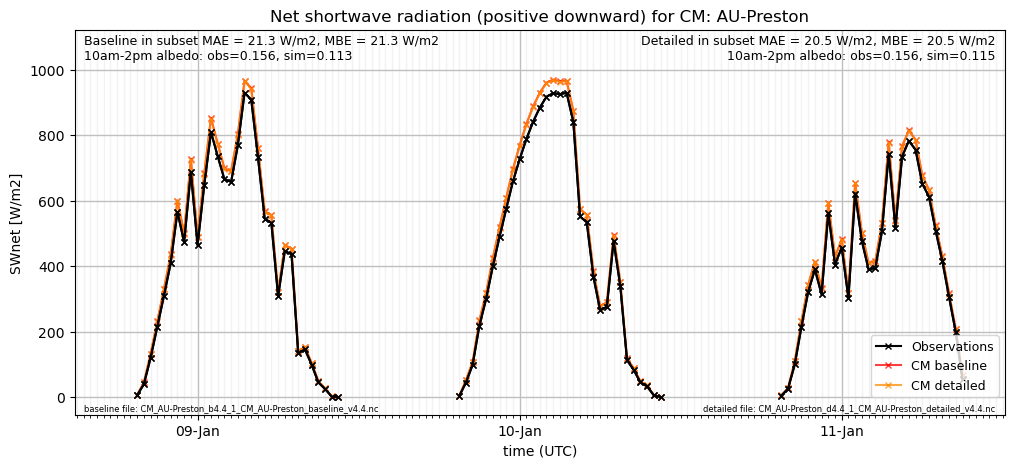 Net shortwave radiation (positive downward) for CM: AU-Preston
Baseline in subset MAE = 21.3 W/m2, MBE = 21.3 W/m2
10am-2pm albedo: obs=0.156, sim=0.113
Detailed in subset MAE = 20.5 W/m2, MBE = 20.5 W/m2
10am-2pm albedo: obs=0.156, sim=0.115
SWnet [W/m2]
1000
800
600
400
200
0
Observations
CM baseline
CM detailed
baseline file: CM_AU-Preston_b4.4_1_CM_AU-Preston_baseline_v4.4.nc
detailed file: CM_AU-Preston_d4.4_1_CM_AU-Preston_detailed_v4.4.nc
09-Jan
10-Jan
11-Jan
time (UTC)